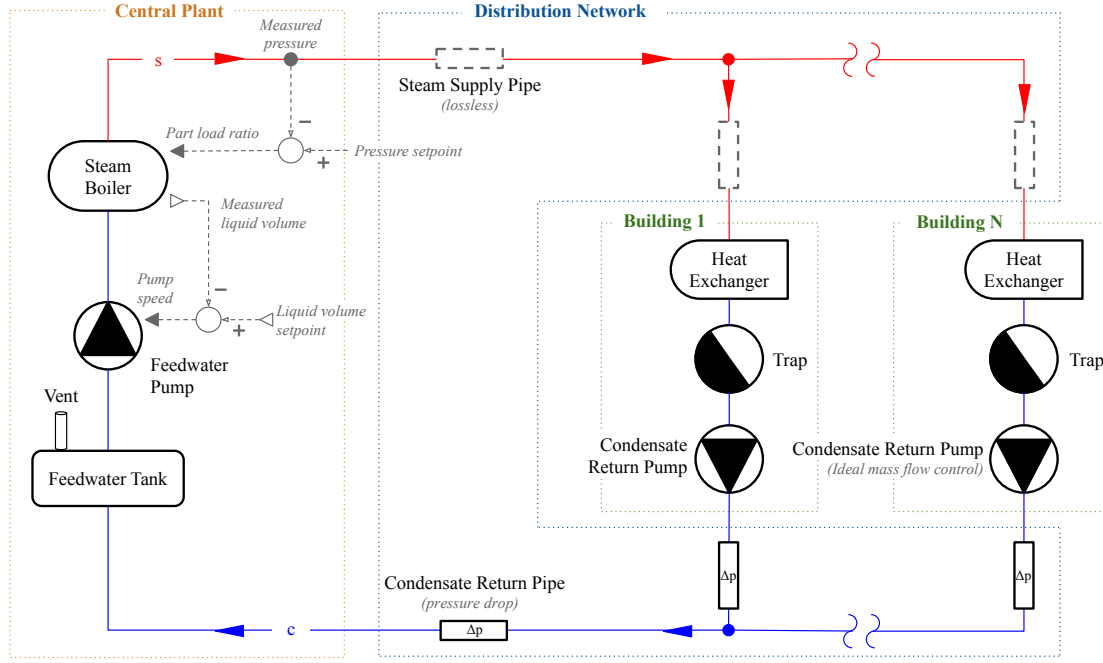 Central Plant
Distribution Network
Measured
pressure
s
Steam Supply Pipe
(lossless)
Part load ratio
−
+
Pressure setpoint
Steam
Boiler
Measured
liquid volume
Building 1
Building N
Heat
Exchanger
Heat
Exchanger
Pump
speed
−
+
Liquid volume
setpoint
Feedwater
Pump
Trap
Trap
Vent
Feedwater Tank
Condensate
Return Pump
Condensate Return Pump
(Ideal mass flow control)
Condensate Return Pipe
(pressure drop)
Δp
Δp
Δp
c